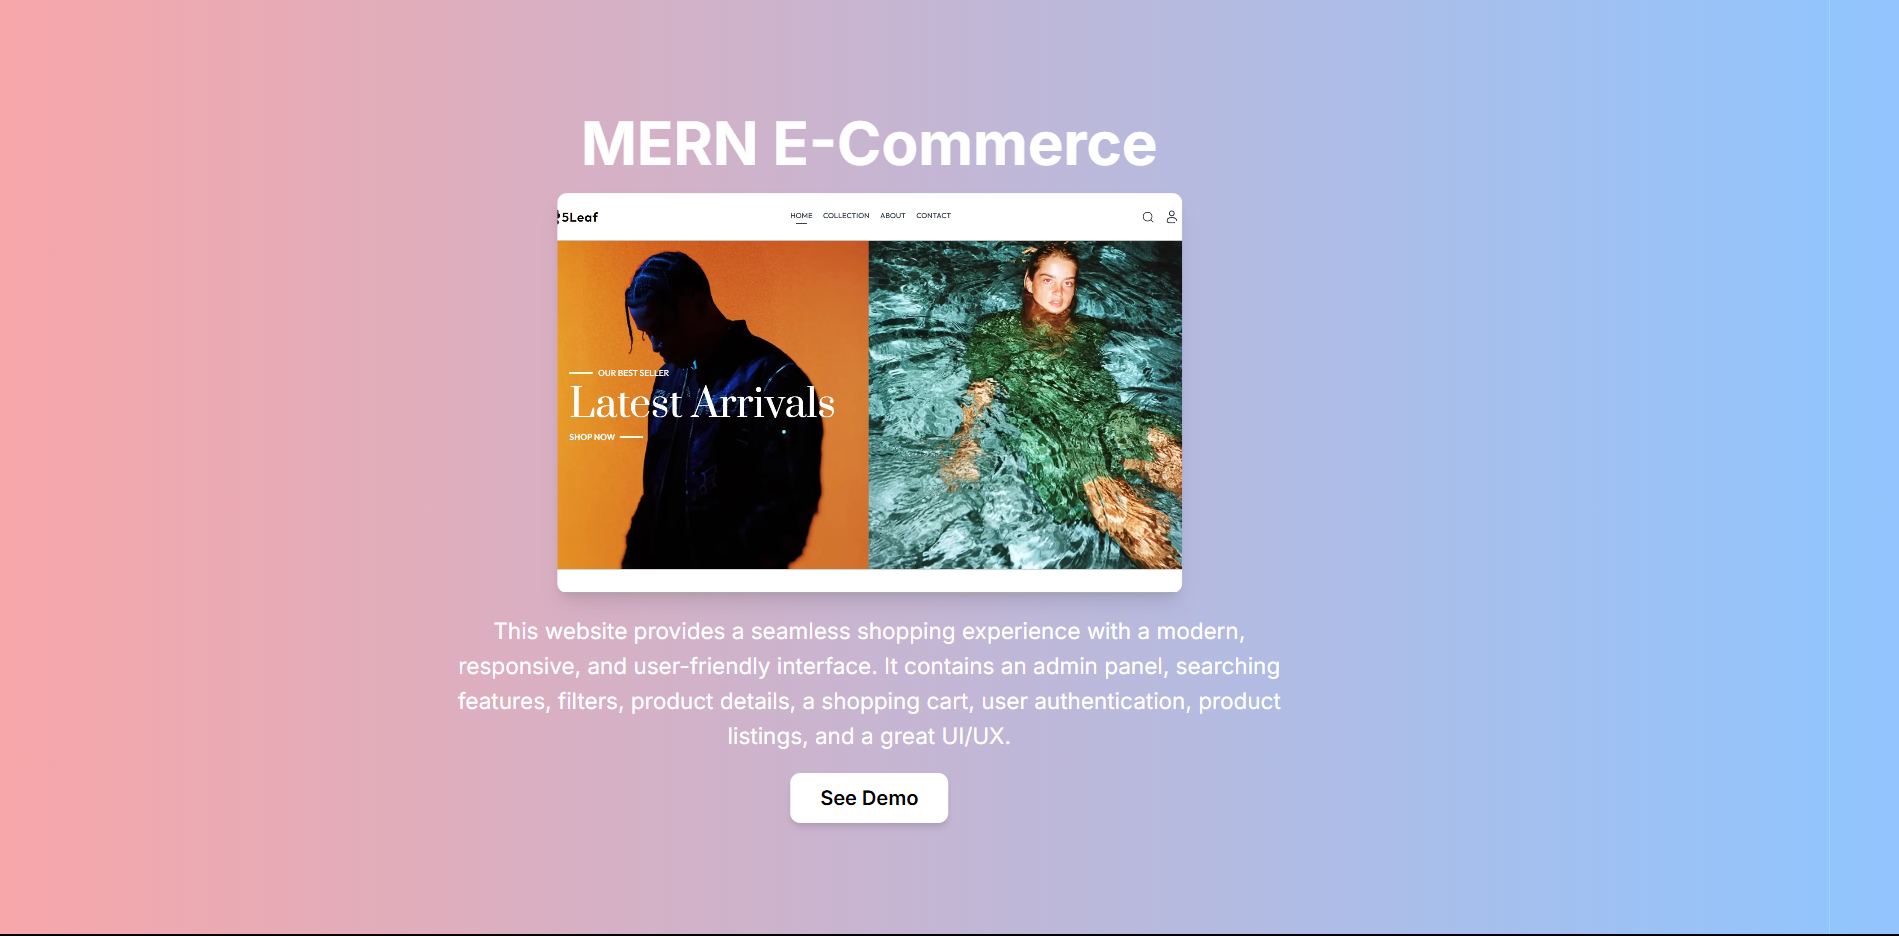 MERN E-Commerce
5Leaf
HOME COLLECTION ABOUT CONTACT
OUR BEST SELLER
Latest Arrivals
SHOP NOW
This website provides a seamless shopping experience with a modern,
responsive, and user-friendly interface. It contains an admin panel, searching
features, filters, product details, a shopping cart, user authentication, product
listings, and a great UI/UX.
See Demo